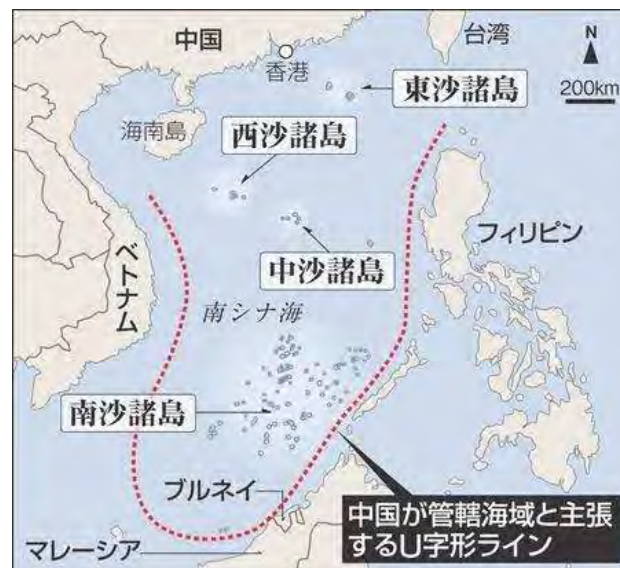 中国
台湾
N
200km
香港
東沙諸島
海南島
西沙諸島
フィリピン
ベトナム
中沙諸島
南シナ海
南沙諸島
ブルネイ
マレーシア
中国が管轄海域と主張
するU字形ライン